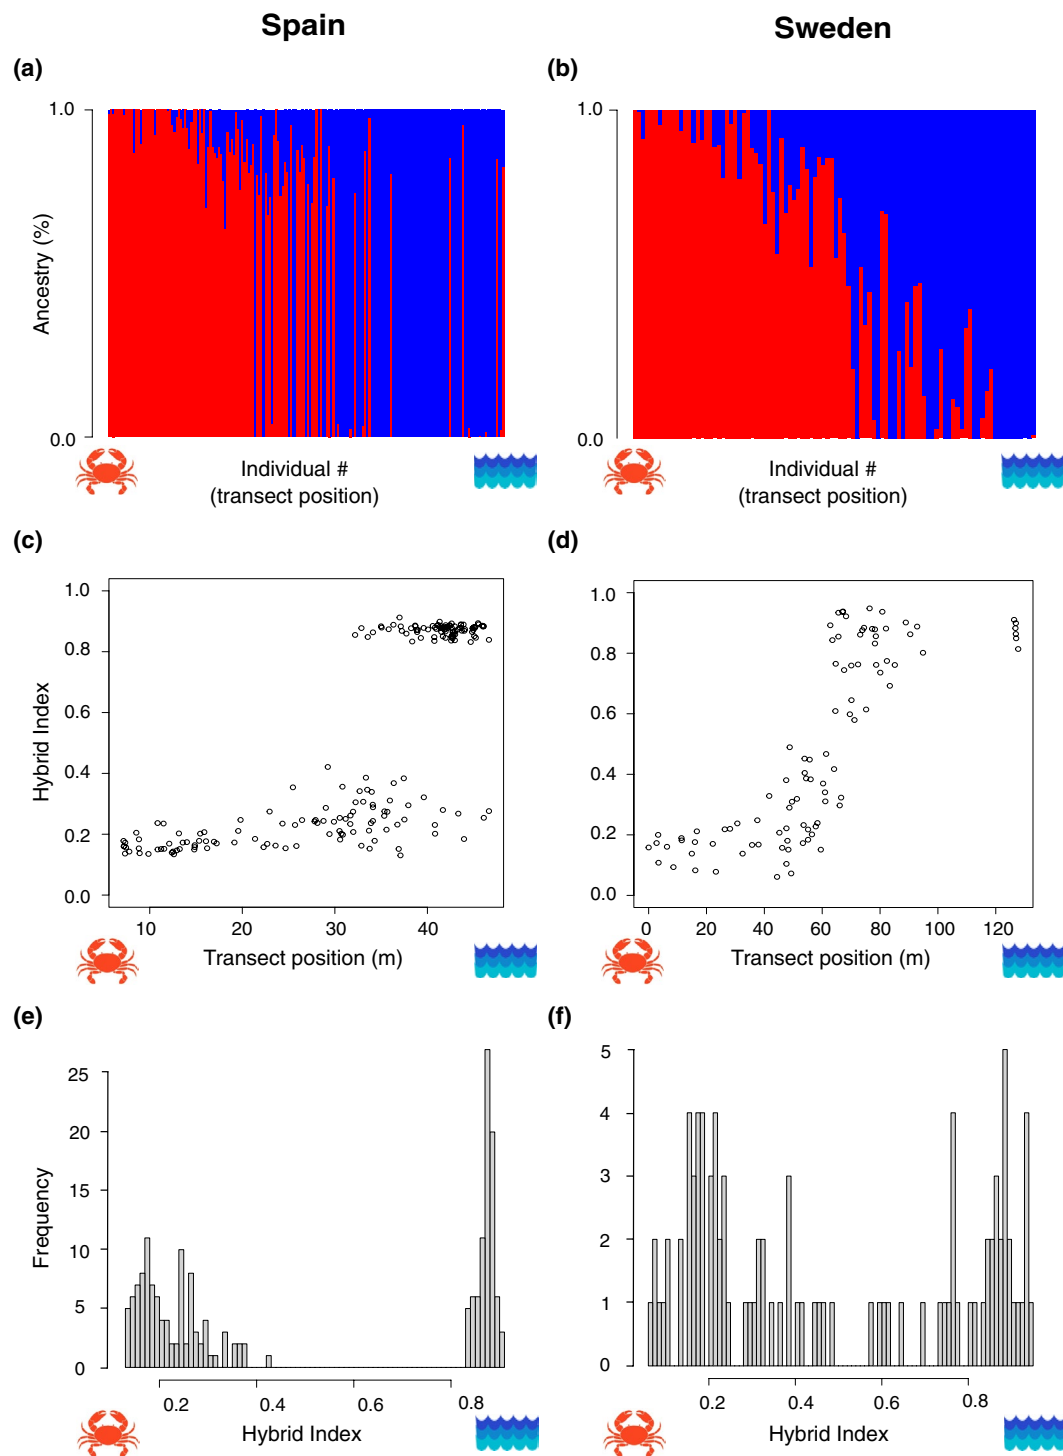 Spain
Sweden
(a)
(b)
1.0
0.0
Ancestry (%)
Individual #
(transect position)
1.0
0.0
Individual #
(transect position)
(c)
(d)
1.0
0.8
0.6
0.4
0.2
0.0
Hybrid Index
10 20 30 40
Transect position (m)
1.0
0.8
0.6
0.4
0.2
0.0
0 20 40 60 80 100 120
Transect position (m)
(e)
(f)
25
20
15
10
5
0
Frequency
0.2 0.4 0.6 0.8
Hybrid Index
5
4
3
2
1
0
0.2 0.4 0.6 0.8
Hybrid Index